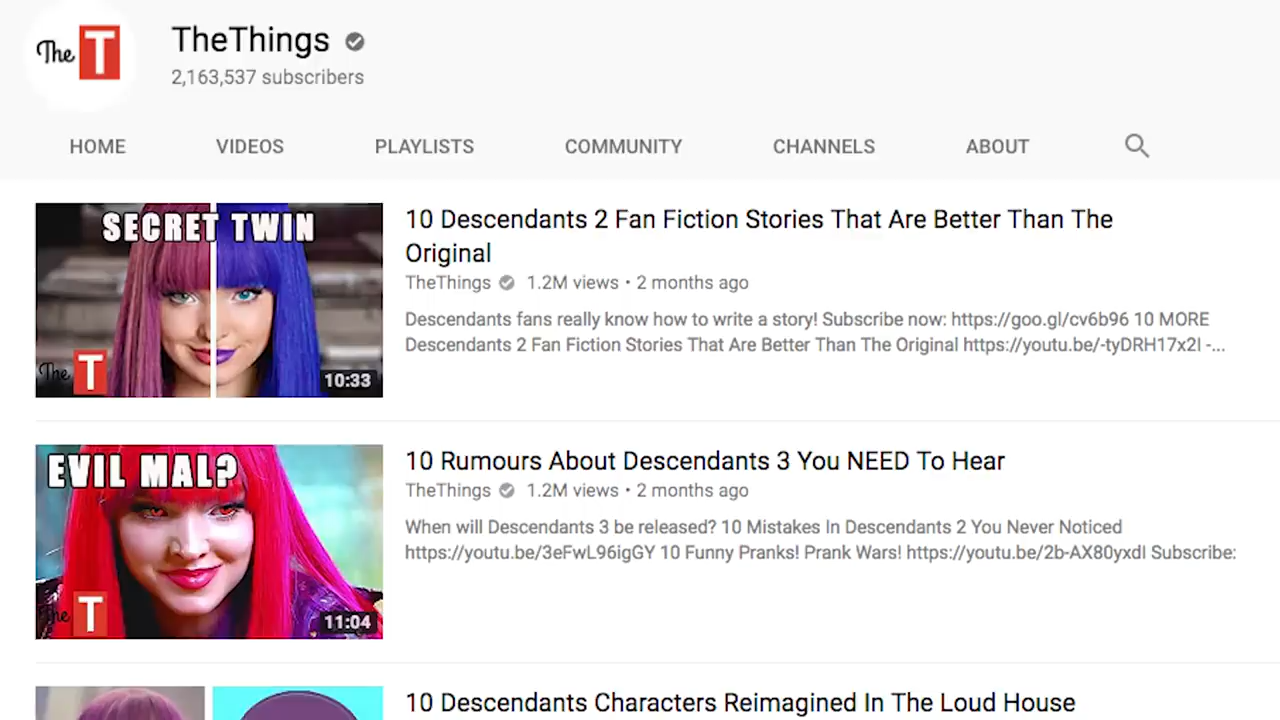 The T
TheThings
2,163,537 subscribers
HOME VIDEOS PLAYLISTS COMMUNITY CHANNELS ABOUT
SECRET TWIN
The T
10:33
10 Descendants 2 Fan Fiction Stories That Are Better Than The
Original
TheThings 1.2M views • 2 months ago
Descendants fans really know how to write a story! Subscribe now: https://goo.gl/cv6b96 10 MORE
Descendants 2 Fan Fiction Stories That Are Better Than The Original https://youtu.be/-tyDRH17x2I -...
EVIL MAL?
The T
11:04
10 Rumours About Descendants 3 You NEED To Hear
TheThings 1.2M views • 2 months ago
When will Descendants 3 be released? 10 Mistakes In Descendants 2 You Never Noticed
https://youtu.be/3eFwL96igGY 10 Funny Pranks! Prank Wars! https://youtu.be/2b-AX80yxdI Subscribe:
10 Descendants Characters Reimagined In The Loud House